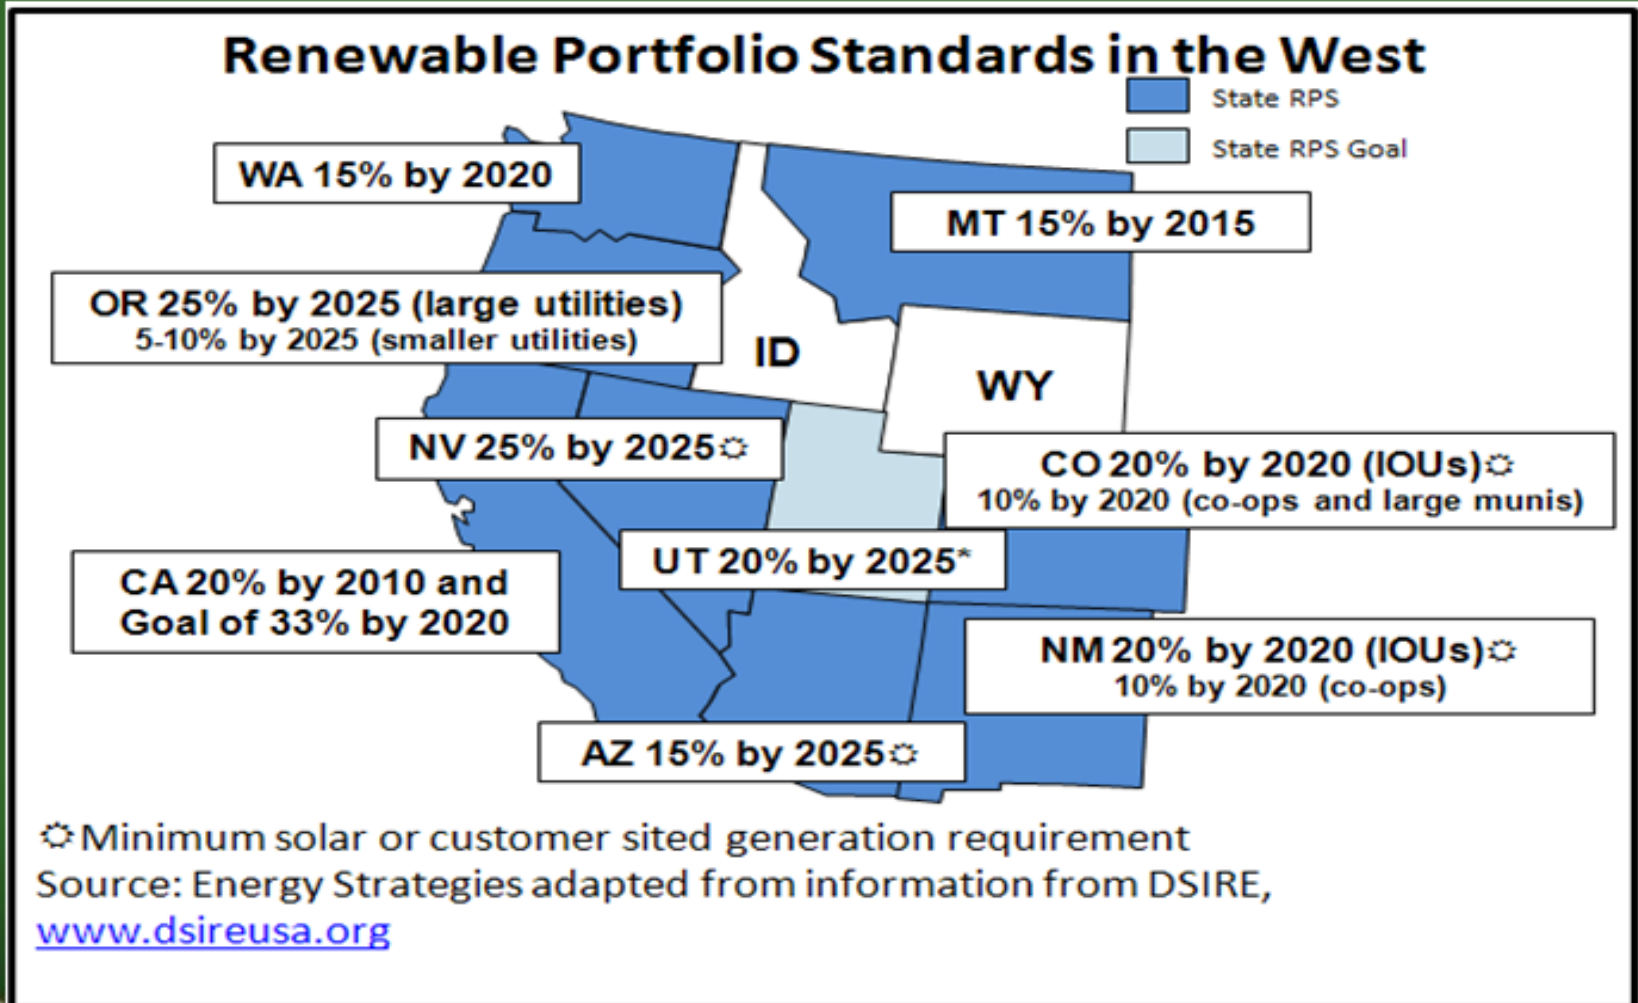 Renewable Portfolio Standards in the West
State RPS
State RPS Goal
WA 15% by 2020
MT 15% by 2015
OR 25% by 2025 (large utilities)
5-10% by 2025 (smaller utilities)
ID
WY
NV 25% by 2025☼
CO 20% by 2020 (IOUs)☼
10% by 2020 (co-ops and large munis)
UT 20% by 2025*
CA 20% by 2010 and
Goal of 33% by 2020
NM 20% by 2020 (IOUs)☼
10% by 2020 (co-ops)
AZ 15% by 2025☼
☼Minimum solar or customer sited generation requirement
Source: Energy Strategies adapted from information from DSIRE,
www.dsireusa.org